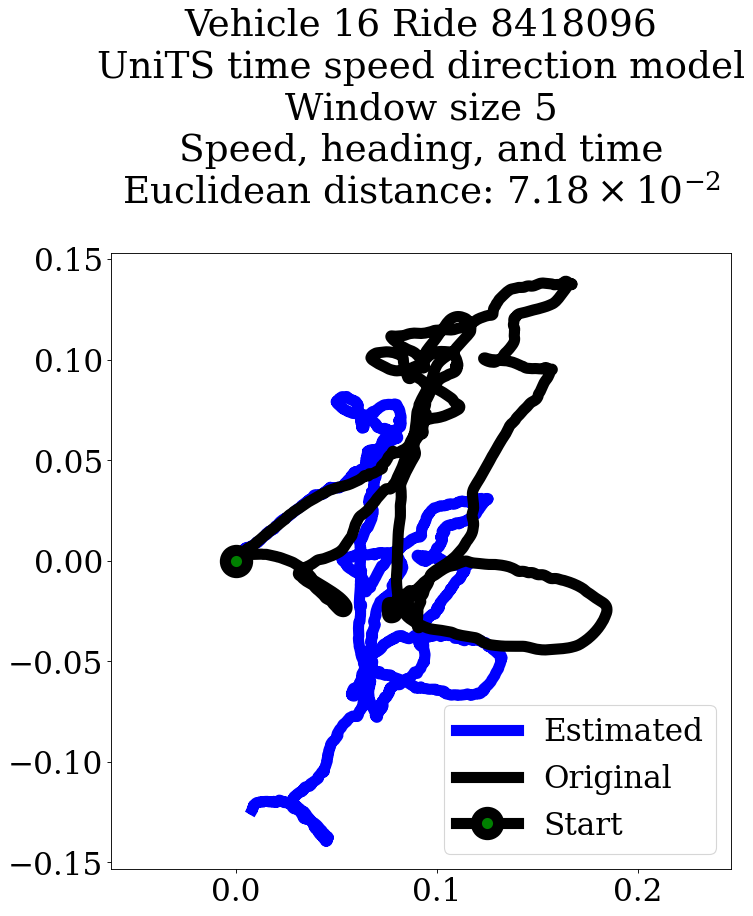 Vehicle 16 Ride 8418096
UniTS time speed direction model
Window size 5
Speed, heading, and time
Euclidean distance: 7.18 × 10⁻²
0.15
0.10
0.05
0.00
−0.05
−0.10
−0.15
0.0 0.1 0.2
Estimated
Original
Start